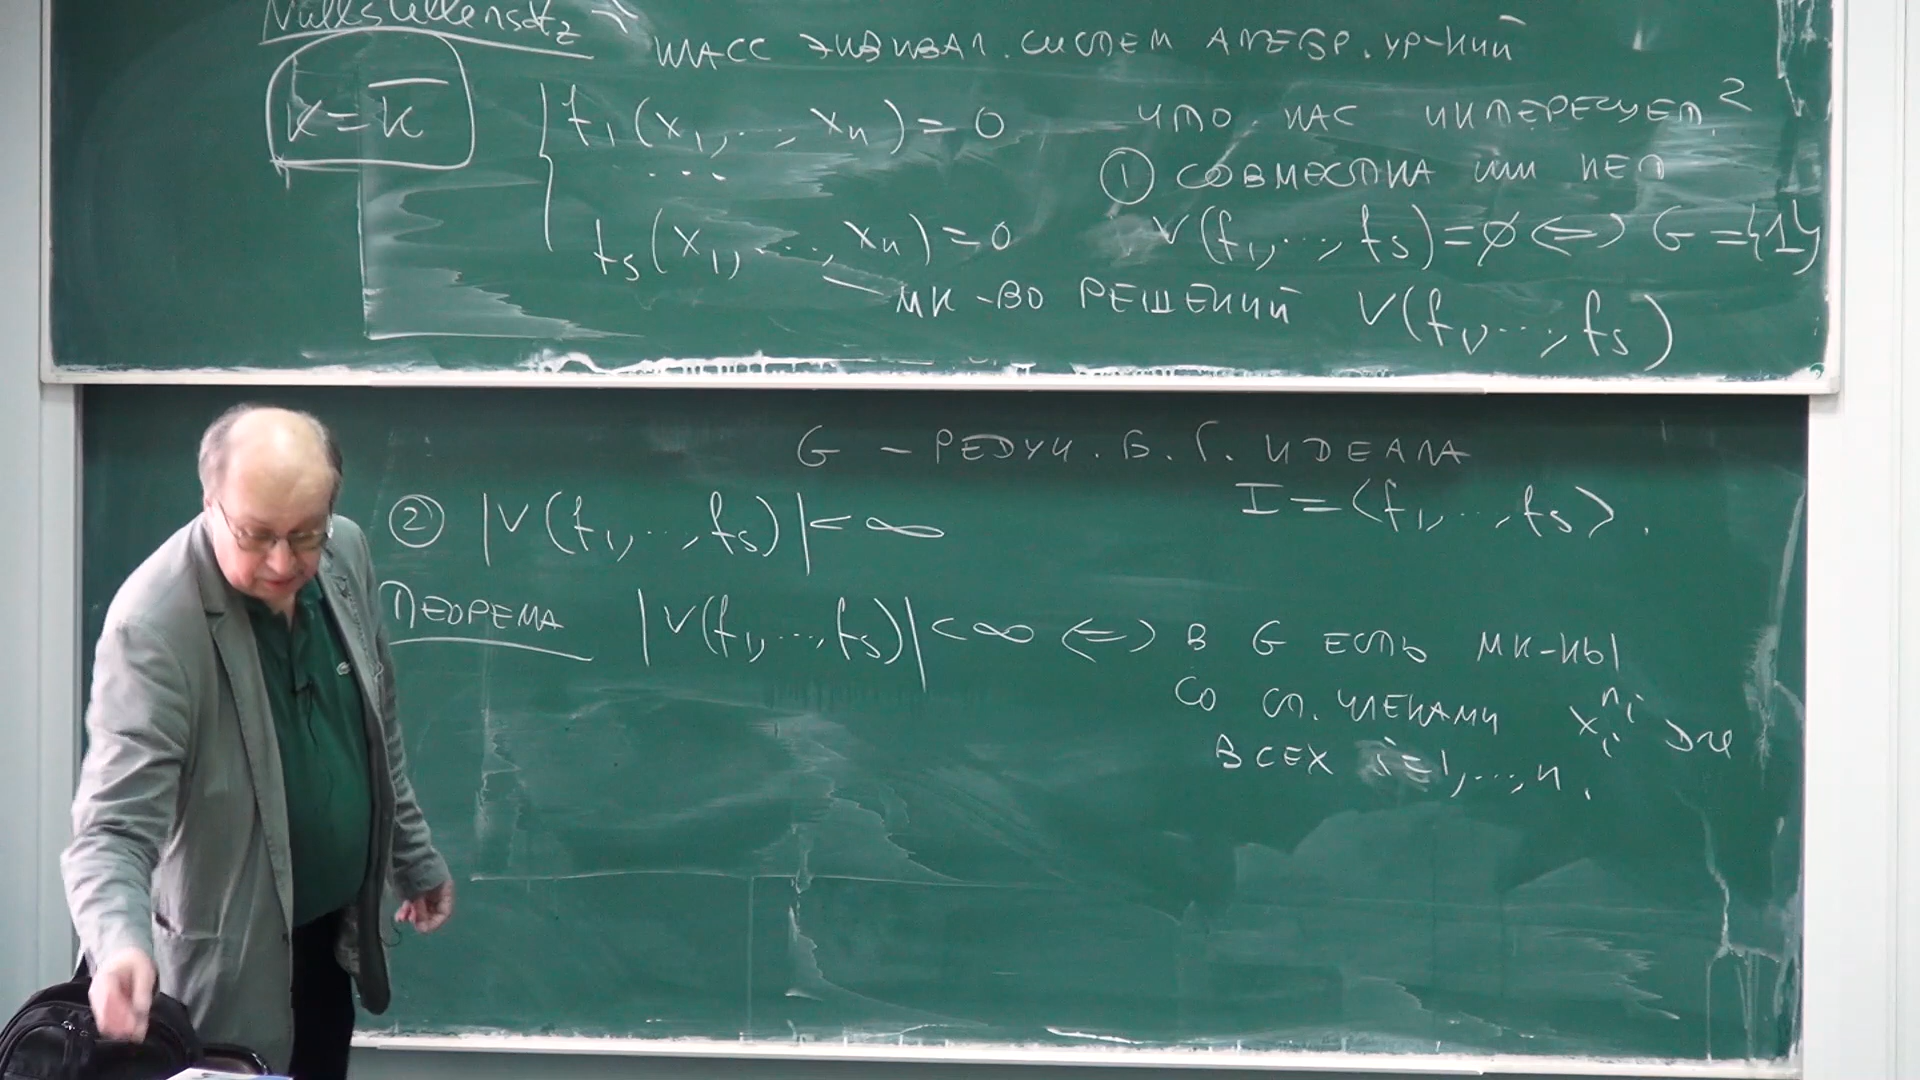 Nullstellensatz
класс эквивал. систем алгебр. ур-ний
K = K̅
f₁(x₁, ..., xₙ) = 0
...
fₛ(x₁, ..., xₙ) = 0
что нас интересует?
① совместна или нет
V(f₁, ..., fₛ) = ∅ ⇔ G = {1}
мн-во решений V(f₁, ..., fₛ)
G – редуц. Б.Г. идеала
I = ⟨f₁, ..., fₛ⟩.
② |V(f₁, ..., fₛ)| < ∞
Теорема |V(f₁, ..., fₛ)| < ∞ ⇔ в G есть мн-ны
со ст. членами xᵢⁿⁱ для
всех i=1, ..., n.